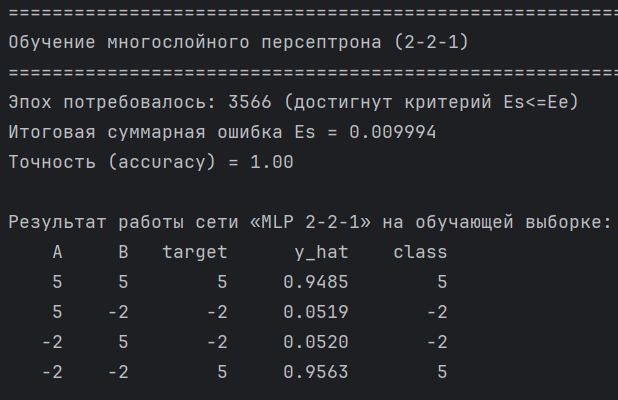 ========================================================
Обучение многослойного персептрона (2-2-1)
========================================================
Эпох потребовалось: 3566 (достигнут критерий Es<=Ee)
Итоговая суммарная ошибка Es = 0.009994
Точность (accuracy) = 1.00
Результат работы сети «MLP 2-2-1» на обучающей выборке:
A B target y_hat class
5 5 5 0.9485 5
5 -2 -2 0.0519 -2
-2 5 -2 0.0520 -2
-2 -2 5 0.9563 5